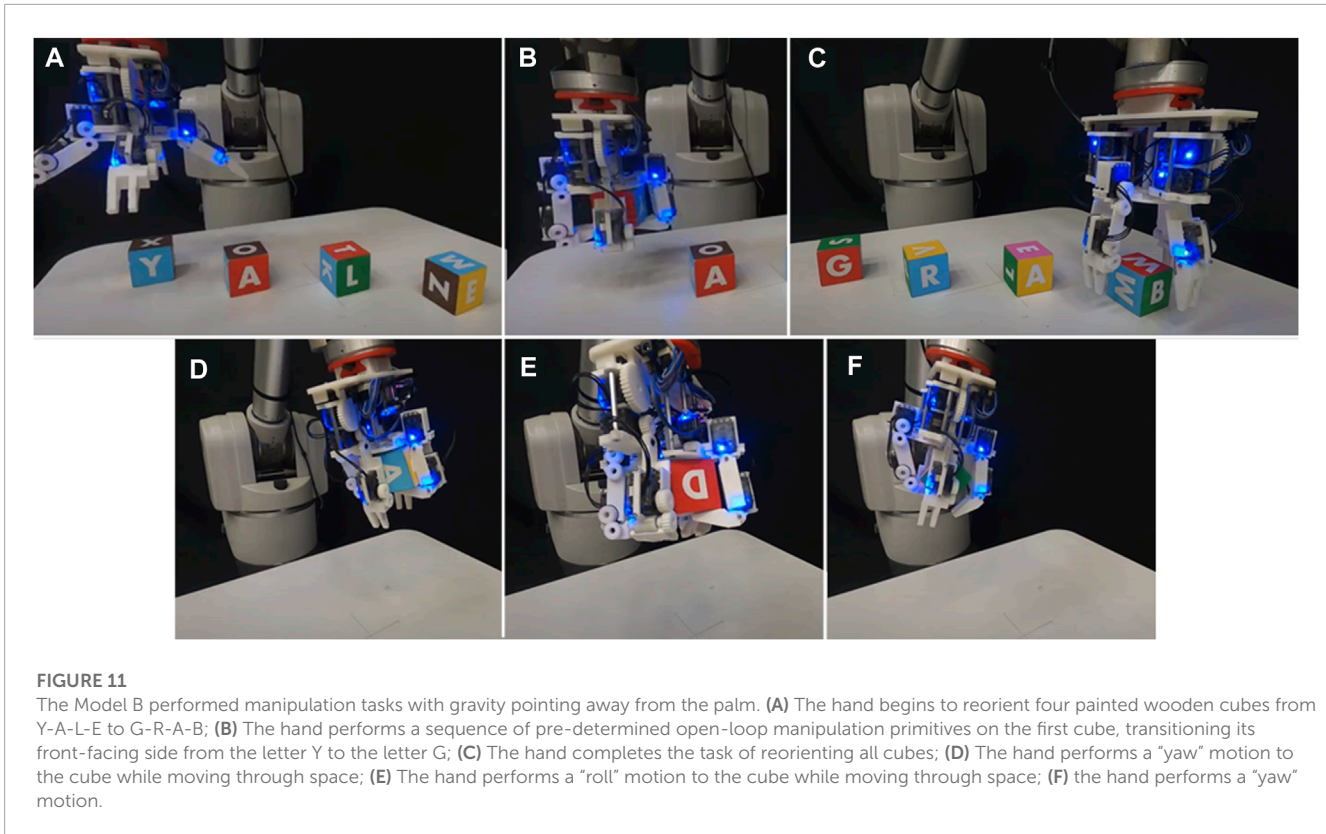 A
B
C
X
O
T
W
Y
A
K
L
N
E
O
A
S
V
E
M
G
R
A
M
B
D
E
F
A
D
FIGURE 11
The Model B performed manipulation tasks with gravity pointing away from the palm. (A) The hand begins to reorient four painted wooden cubes from
Y-A-L-E to G-R-A-B; (B) The hand performs a sequence of pre-determined open-loop manipulation primitives on the first cube, transitioning its
front-facing side from the letter Y to the letter G; (C) The hand completes the task of reorienting all cubes; (D) The hand performs a “yaw” motion to
the cube while moving through space; (E) The hand performs a “roll” motion to the cube while moving through space; (F) the hand performs a “yaw”
motion.